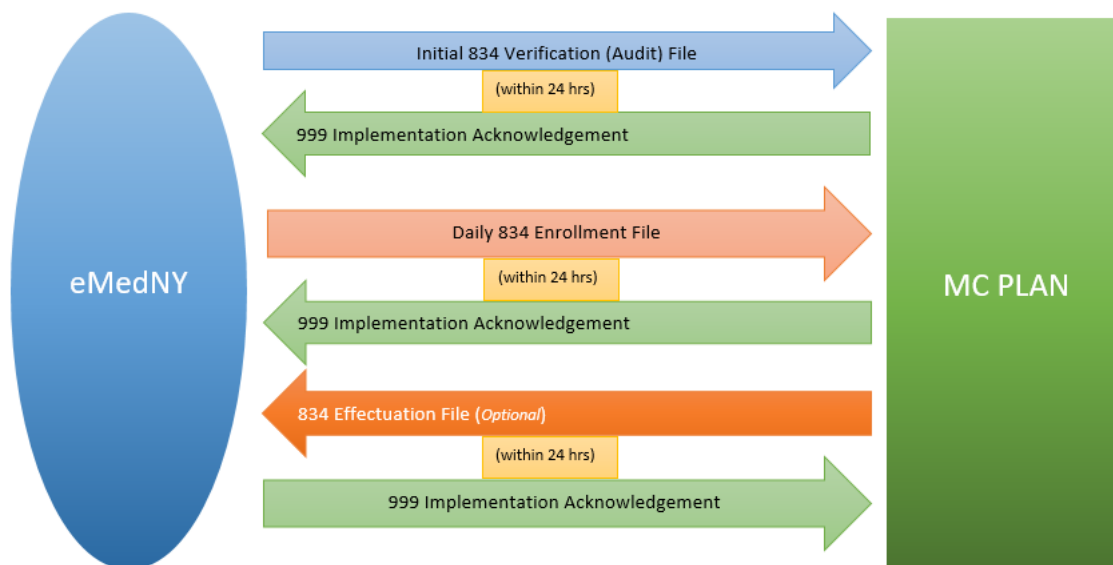 Initial 834 Verification (Audit) File
(within 24 hrs)
999 Implementation Acknowledgement
Daily 834 Enrollment File
(within 24 hrs)
eMedNY
MC PLAN
999 Implementation Acknowledgement
834 Effectuation File (Optional)
(within 24 hrs)
999 Implementation Acknowledgement